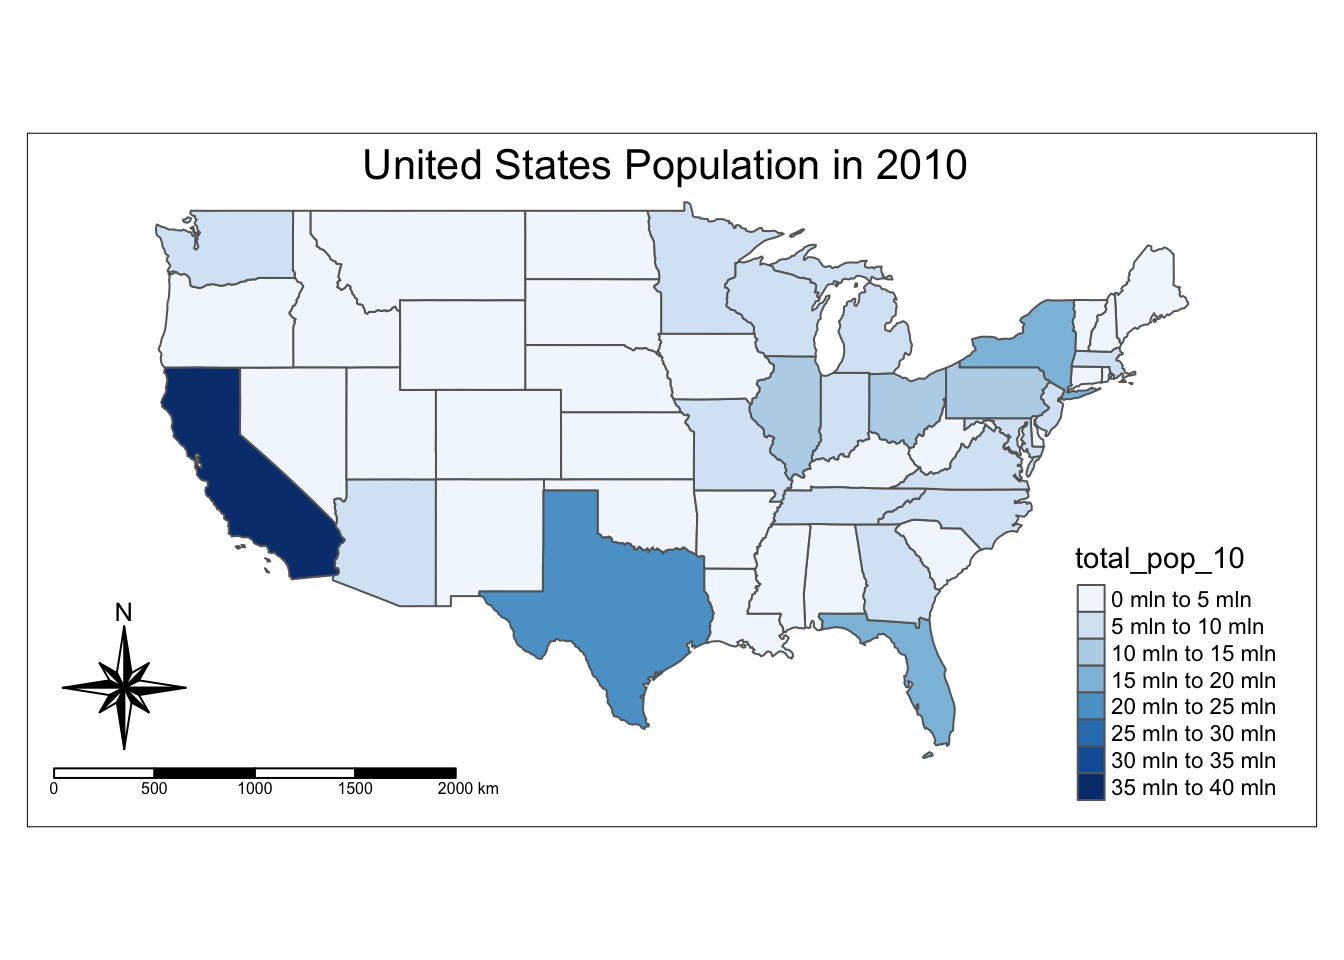 United States Population in 2010
total_pop_10
0 mln to 5 mln
5 mln to 10 mln
10 mln to 15 mln
15 mln to 20 mln
20 mln to 25 mln
25 mln to 30 mln
30 mln to 35 mln
35 mln to 40 mln
N
0 500 1000 1500 2000 km